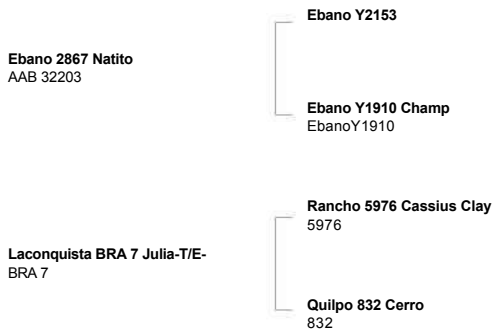 Ebano Y2153
Ebano 2867 Natito
AAB 32203
Ebano Y1910 Champ
EbanoY1910
Rancho 5976 Cassius Clay
5976
Laconquista BRA 7 Julia-T/E-
BRA 7
Quilpo 832 Cerro
832